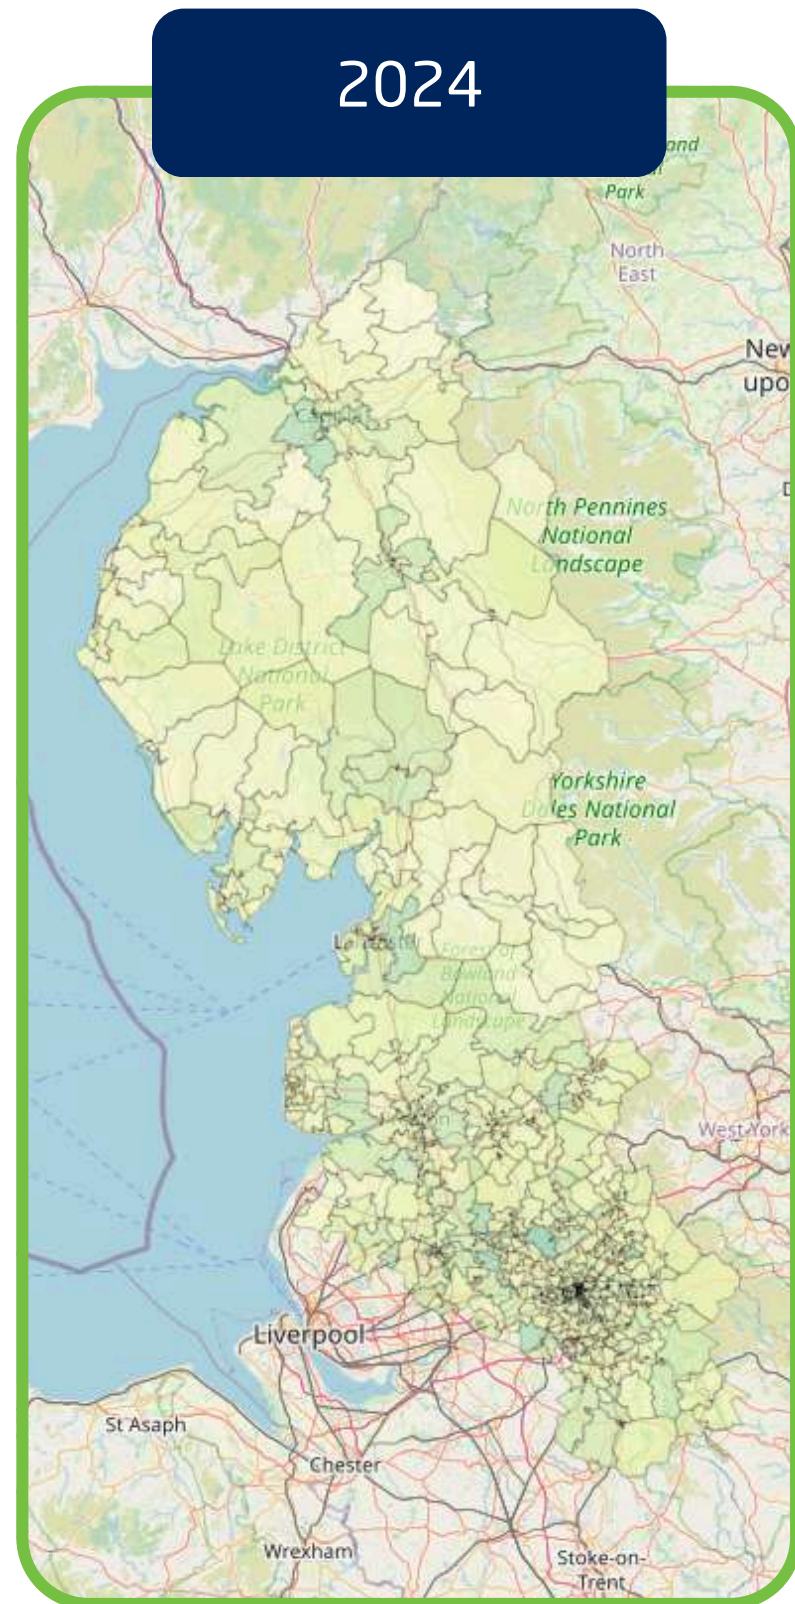 2024
and
Park
North
East
New
upo
North Pennines
National
Landscape
Lake District
National
Park
Yorkshire
Dales National
Park
Forest of
Bowland
National
Landscape
West York
Liverpool
St Asaph
Chester
Wrexham
Stoke-on-
Trent